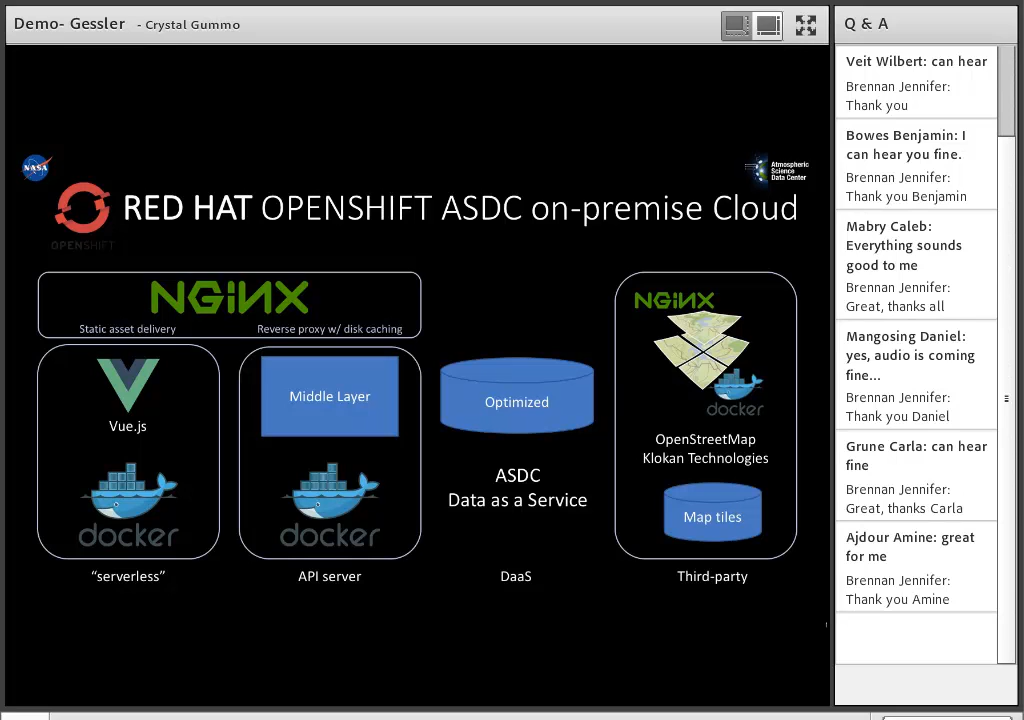 Demo- Gessler - Crystal Gummo
NASA
Atmospheric
Science
Data Center
RED HAT OPENSHIFT ASDC on-premise Cloud
OPENSHIFT
NGINX
Static asset delivery
Reverse proxy w/ disk caching
Vue.js
docker
“serverless”
Middle Layer
docker
API server
Optimized
ASDC
Data as a Service
DaaS
NGINX
docker
OpenStreetMap
Klokan Technologies
Map tiles
Third-party
Q & A
Veit Wilbert: can hear
Brennan Jennifer:
Thank you
Bowes Benjamin: I
can hear you fine.
Brennan Jennifer:
Thank you Benjamin
Mabry Caleb:
Everything sounds
good to me
Brennan Jennifer:
Great, thanks all
Mangosing Daniel:
yes, audio is coming
fine...
Brennan Jennifer:
Thank you Daniel
Grune Carla: can hear
fine
Brennan Jennifer:
Great, thanks Carla
Ajdour Amine: great
for me
Brennan Jennifer:
Thank you Amine